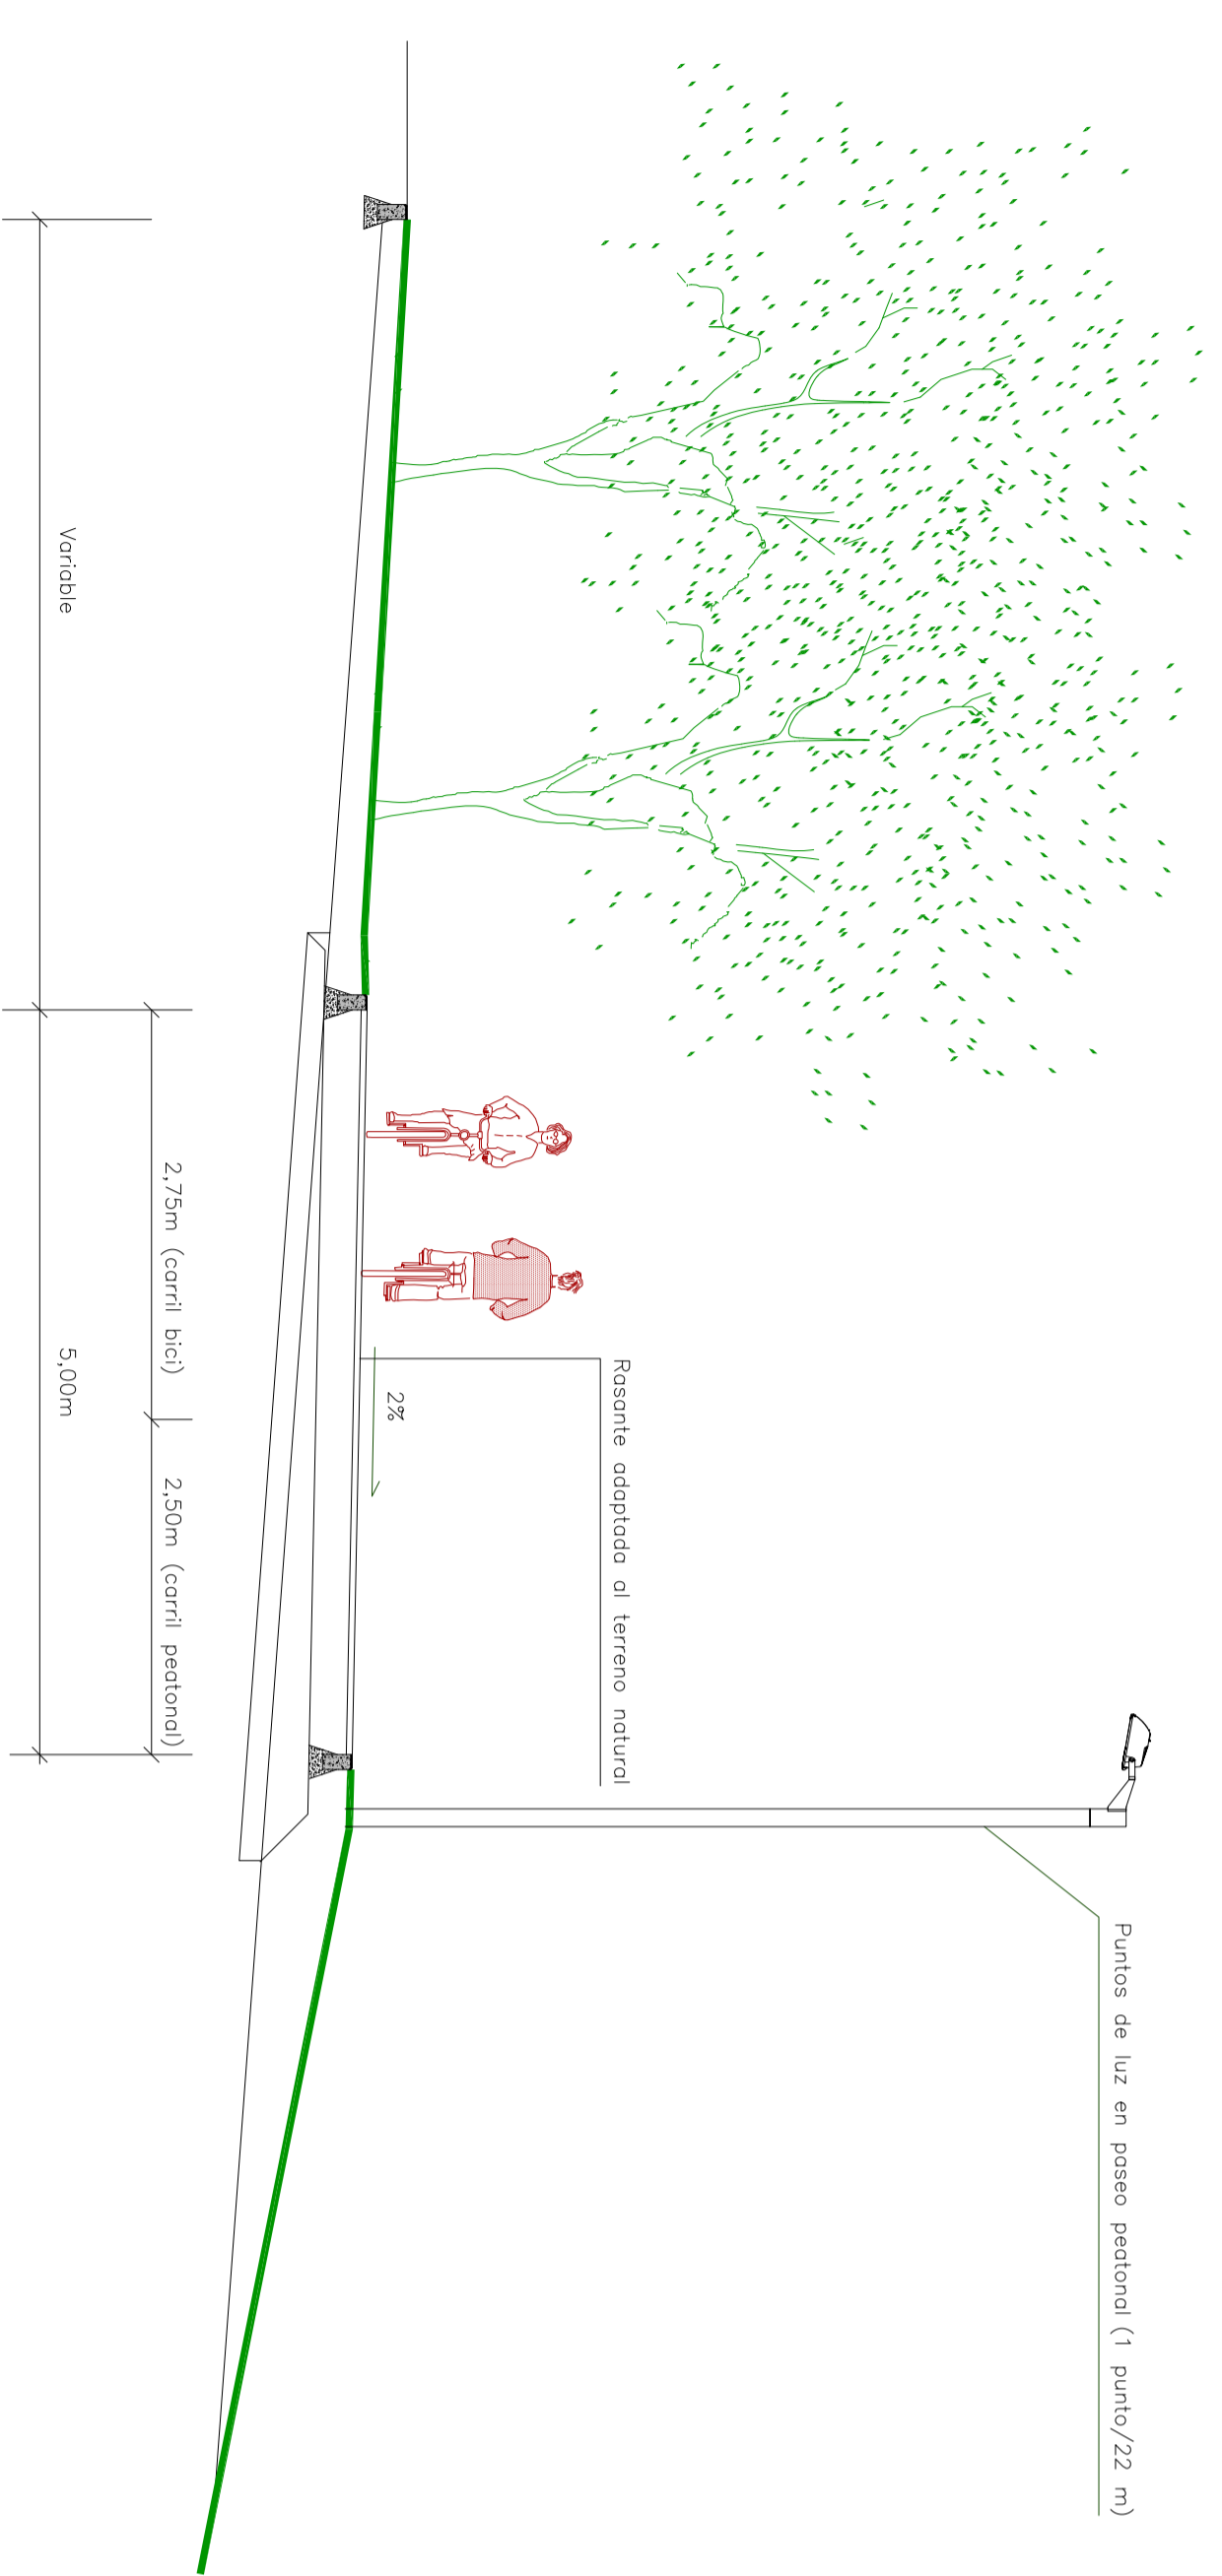 Puntos de luz en paseo peatonal (1 punto/22 m)
Rasante adaptada al terreno natural
2%
2,75m (carril bici)
2,50m (carril peatonal)
Variable
5,00m